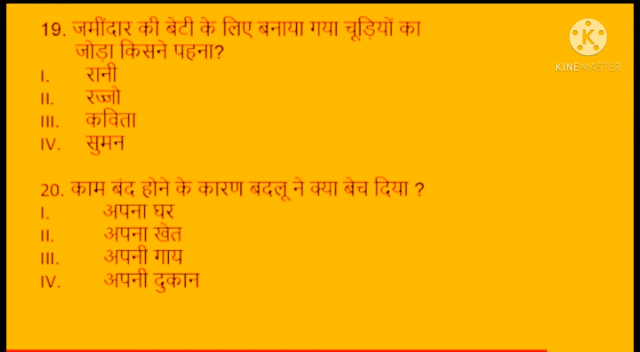 19. जमींदार की बेटी के लिए बनाया गया चूड़ियों का
जोड़ा किसने पहना?
I. रानी
II. रज्जो
III. कविता
IV. सुमन
20. काम बंद होने के कारण बदलू ने क्या बेच दिया ?
I. अपना घर
II. अपना खेत
III. अपनी गाय
IV. अपनी दुकान
K
KINEMASTER